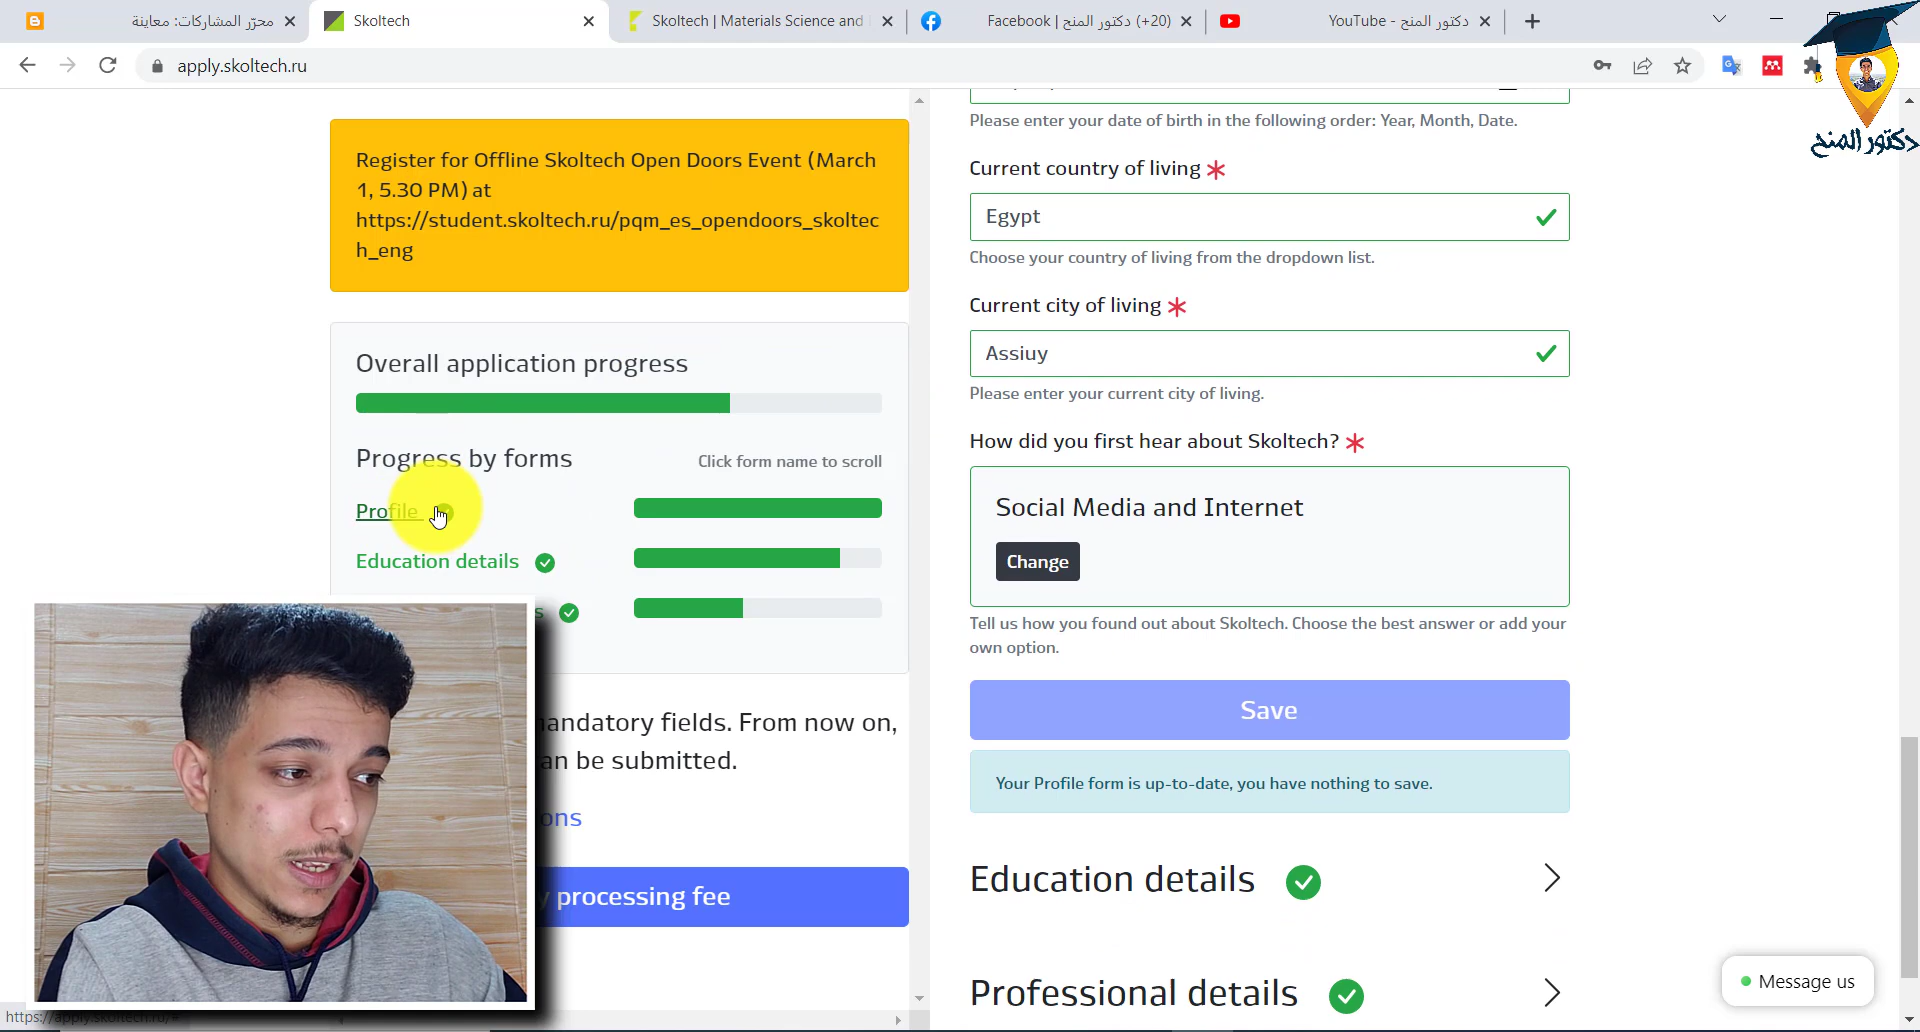 محرّر المشاركات: معاينة
Skoltech
Skoltech | Materials Science and
Facebook | دكتور المنح (20+)
YouTube - دكتور المنح
apply.skoltech.ru
دكتور المنح
Register for Offline Skoltech Open Doors Event (March
1, 5.30 PM) at
https://student.skoltech.ru/pqm_es_opendoors_skoltec
h_eng
Overall application progress
Progress by forms
Click form name to scroll
Profile
Education details
andatory fields. From now on,
an be submitted.
ons
processing fee
https://apply.skoltech.ru/#
Please enter your date of birth in the following order: Year, Month, Date.
Current country of living *
Egypt
Choose your country of living from the dropdown list.
Current city of living *
Assiuy
Please enter your current city of living.
How did you first hear about Skoltech? *
Social Media and Internet
Change
Tell us how you found out about Skoltech. Choose the best answer or add your
own option.
Save
Your Profile form is up-to-date, you have nothing to save.
Education details
Professional details
Message us